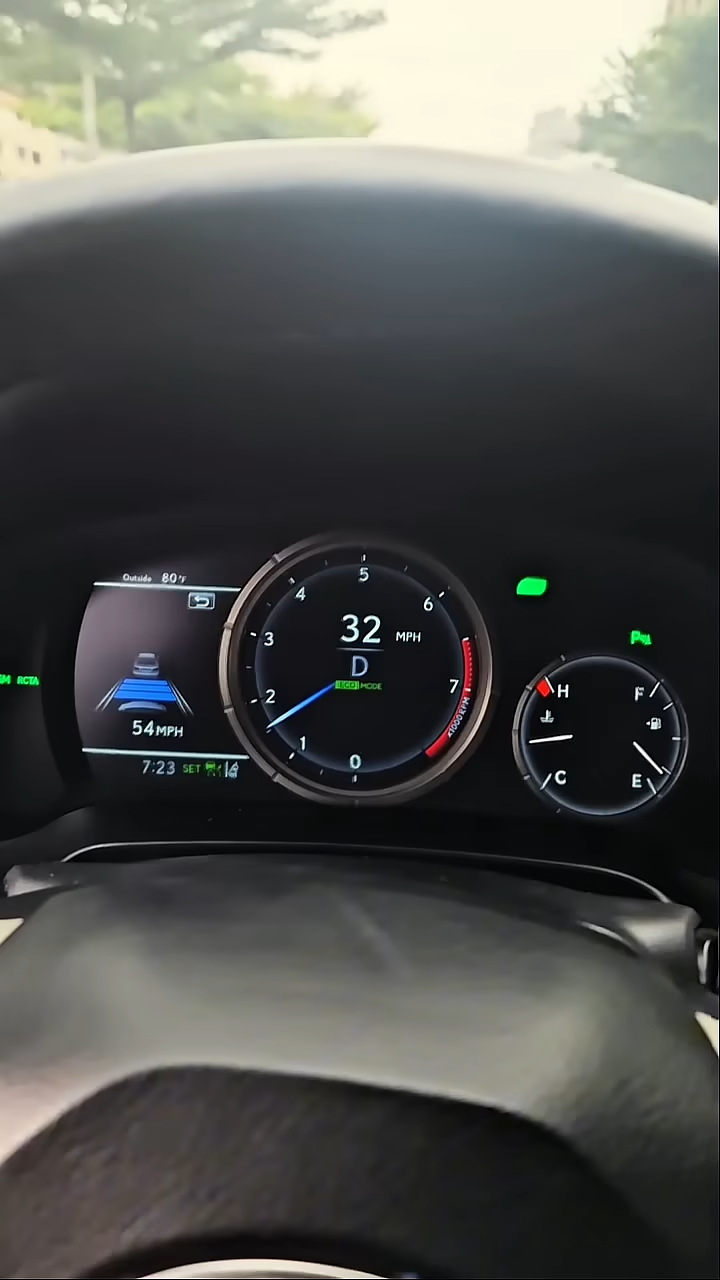 Outside 80°F
54MPH
7:23 SET
RCTA
0
1
2
3
4
5
6
7
x1000RPM
32 MPH
D
ECO MODE
P
H
C
F
E